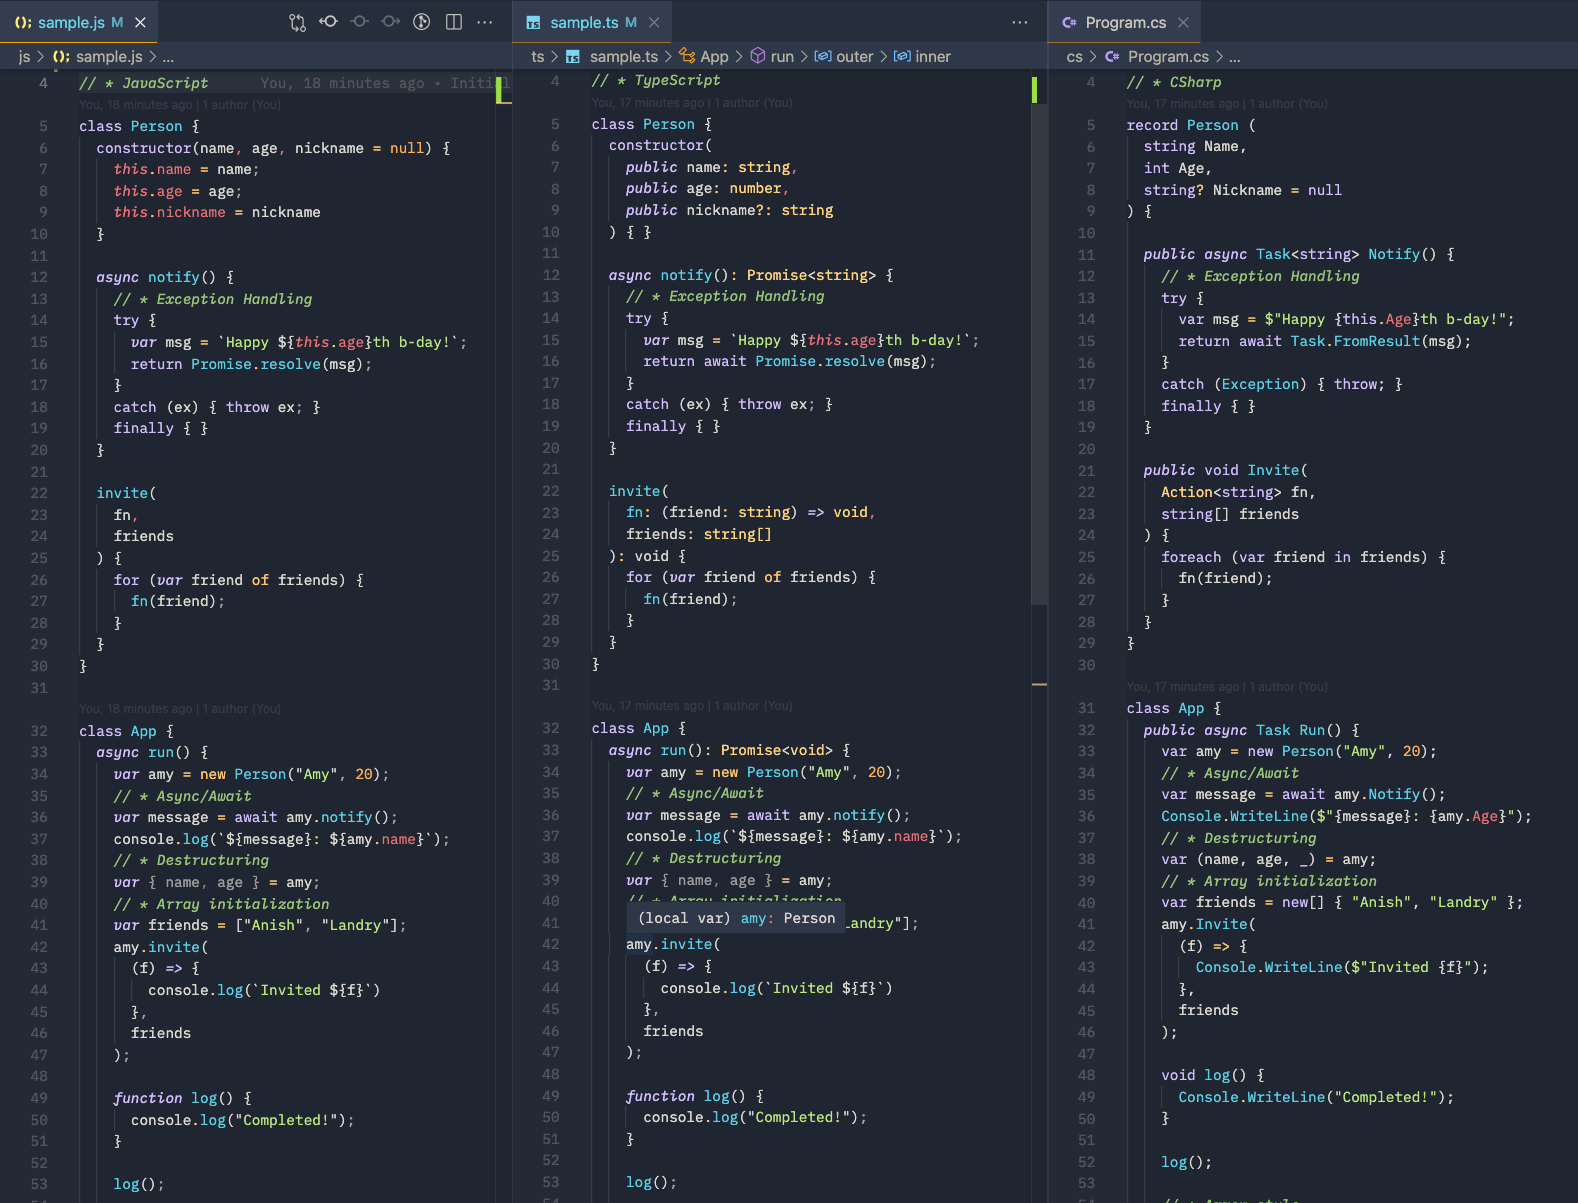 (); sample.js M ×
js > (); sample.js > ...
4 // * JavaScript You, 18 minutes ago • Initial
You, 18 minutes ago | 1 author (You)
5 class Person {
6 constructor(name, age, nickname = null) {
7 this.name = name;
8 this.age = age;
9 this.nickname = nickname
10 }
11
12 async notify() {
13 // * Exception Handling
14 try {
15 var msg = `Happy ${this.age}th b-day!`;
16 return Promise.resolve(msg);
17 }
18 catch (ex) { throw ex; }
19 finally { }
20 }
21
22 invite(
23 fn,
24 friends
25 ) {
26 for (var friend of friends) {
27 fn(friend);
28 }
29 }
30 }
31
You, 18 minutes ago | 1 author (You)
32 class App {
33 async run() {
34 var amy = new Person("Amy", 20);
35 // * Async/Await
36 var message = await amy.notify();
37 console.log(`${message}: ${amy.name}`);
38 // * Destructuring
39 var { name, age } = amy;
40 // * Array initialization
41 var friends = ["Anish", "Landry"];
42 amy.invite(
43 (f) => {
44 console.log(`Invited ${f}`)
45 },
46 friends
47 );
48
49 function log() {
50 console.log("Completed!");
51 }
52
53 log();
TS sample.ts M ×
ts > TS sample.ts > App > run > outer > inner
4 // * TypeScript
You, 17 minutes ago | 1 author (You)
5 class Person {
6 constructor(
7 public name: string,
8 public age: number,
9 public nickname?: string
10 ) { }
11
12 async notify(): Promise<string> {
13 // * Exception Handling
14 try {
15 var msg = `Happy ${this.age}th b-day!`;
16 return await Promise.resolve(msg);
17 }
18 catch (ex) { throw ex; }
19 finally { }
20 }
21
22 invite(
23 fn: (friend: string) => void,
24 friends: string[]
25 ): void {
26 for (var friend of friends) {
27 fn(friend);
28 }
29 }
30 }
31
You, 17 minutes ago | 1 author (You)
32 class App {
33 async run(): Promise<void> {
34 var amy = new Person("Amy", 20);
35 // * Async/Await
36 var message = await amy.notify();
37 console.log(`${message}: ${amy.name}`);
38 // * Destructuring
39 var { name, age } = amy;
40 // * Array initialization
(local var) amy: Person
41 Landry"];
42 amy.invite(
43 (f) => {
44 console.log(`Invited ${f}`)
45 },
46 friends
47 );
48
49 function log() {
50 console.log("Completed!");
51 }
52
53 log();
C# Program.cs ×
cs > C# Program.cs > ...
4 // * CSharp
You, 17 minutes ago | 1 author (You)
5 record Person (
6 string Name,
7 int Age,
8 string? Nickname = null
9 ) {
10
11 public async Task<string> Notify() {
12 // * Exception Handling
13 try {
14 var msg = $"Happy {this.Age}th b-day!";
15 return await Task.FromResult(msg);
16 }
17 catch (Exception) { throw; }
18 finally { }
19 }
20
21 public void Invite(
22 Action<string> fn,
23 string[] friends
24 ) {
25 foreach (var friend in friends) {
26 fn(friend);
27 }
28 }
29 }
30
You, 17 minutes ago | 1 author (You)
31 class App {
32 public async Task Run() {
33 var amy = new Person("Amy", 20);
34 // * Async/Await
35 var message = await amy.Notify();
36 Console.WriteLine($"{message}: {amy.Age}");
37 // * Destructuring
38 var (name, age, _) = amy;
39 // * Array initialization
40 var friends = new[] { "Anish", "Landry" };
41 amy.Invite(
42 (f) => {
43 Console.WriteLine($"Invited {f}");
44 },
45 friends
46 );
47
48 void log() {
49 Console.WriteLine("Completed!");
50 }
51
52 log();
53